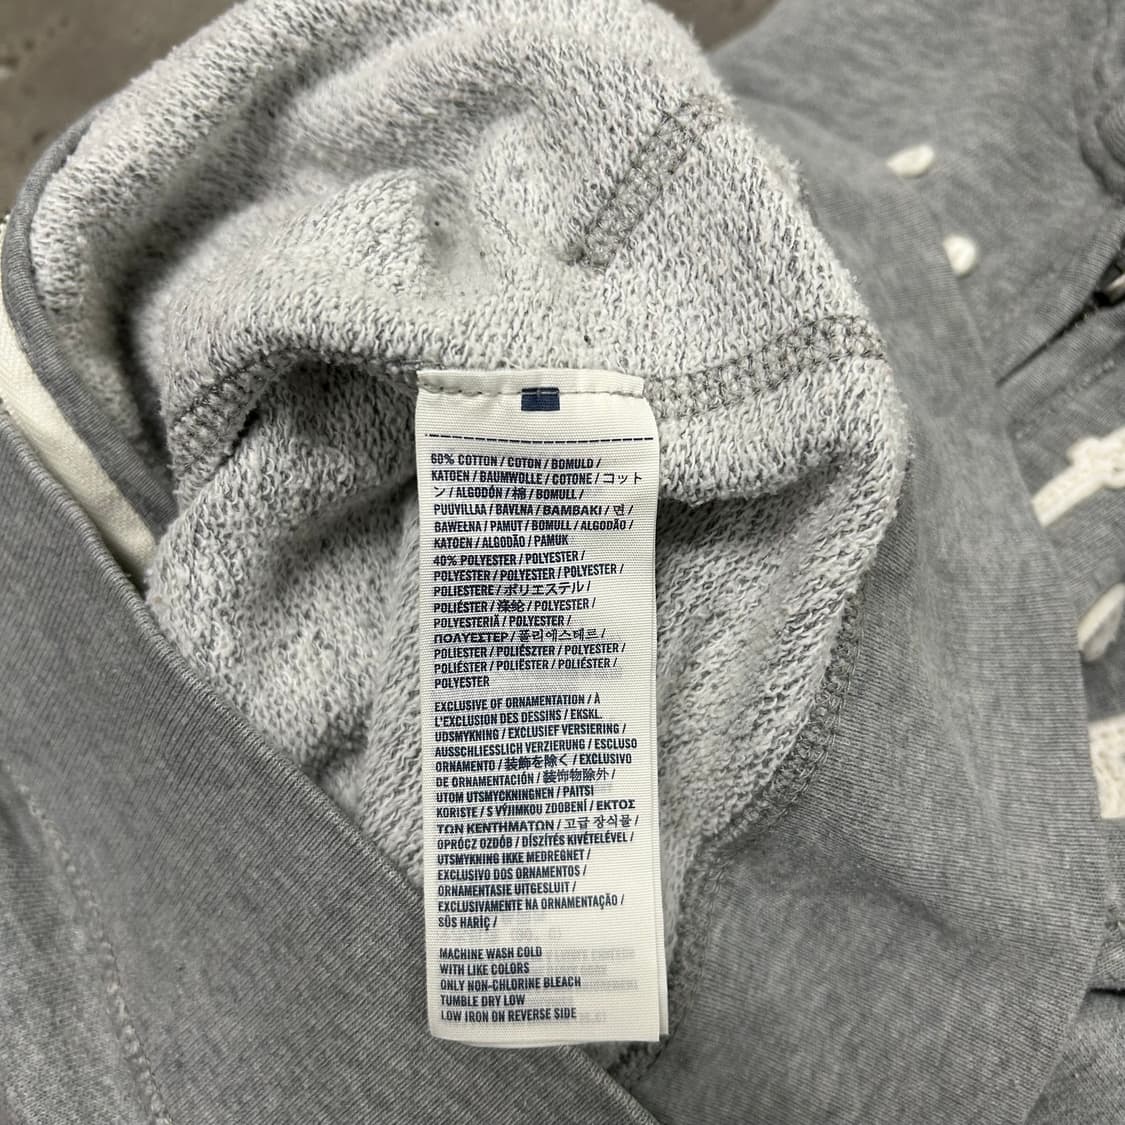 60% COTTON / COTON / BOMULD /
KATOEN / BAUMWOLLE / COTONE / コット
ン / ALGODÓN / 棉 / BOMULL /
PUUVILLAA / BAVLNA / BAMBAKI / 면 /
BAWEŁNA / PAMUT / BOMULL / ALGODÃO /
KATOEN / ALGODÃO / PAMUK
40% POLYESTER / POLYESTER /
POLYESTER / POLYESTER / POLYESTER /
POLIESTERE / ポリエステル /
POLIÉSTER / 涤纶 / POLYESTER /
POLYESTERIÄ / POLYESTER /
ΠΟΛΥΕΣΤΕΡ / 폴리에스테르 /
POLIESTER / POLIÉSZTER / POLYESTER /
POLIÉSTER / POLIËSTER / POLIÉSTER /
POLYESTER
EXCLUSIVE OF ORNAMENTATION / À
L'EXCLUSION DES DESSINS / EKSKL.
UDSMYKNING / EXCLUSIEF VERSIERING /
AUSSCHLIESSLICH VERZIERUNG / ESCLUSO
ORNAMENTO / 装飾を除く / EXCLUSIVO
DE ORNAMENTACIÓN / 装饰物除外 /
UTOM UTSMYCKNINGNEN / PAITSI
KORISTE / S VÝJIMKOU ZDOBENÍ / ΕΚΤΟΣ
ΤΩΝ ΚΕΝΤΗΜΑΤΩΝ / 고급 장식물 /
OPRÓCZ OZDÓB / DÍSZÍTÉS KIVÉTELÉVEL /
UTSMYKNING IKKE MEDREGNET /
EXCLUSIVO DOS ORNAMENTOS /
ORNAMENTASIE UITGESLUIT /
EXCLUSIVAMENTE NA ORNAMENTAÇÃO /
SÜS HARİÇ /
MACHINE WASH COLD
WITH LIKE COLORS
ONLY NON-CHLORINE BLEACH
TUMBLE DRY LOW
LOW IRON ON REVERSE SIDE